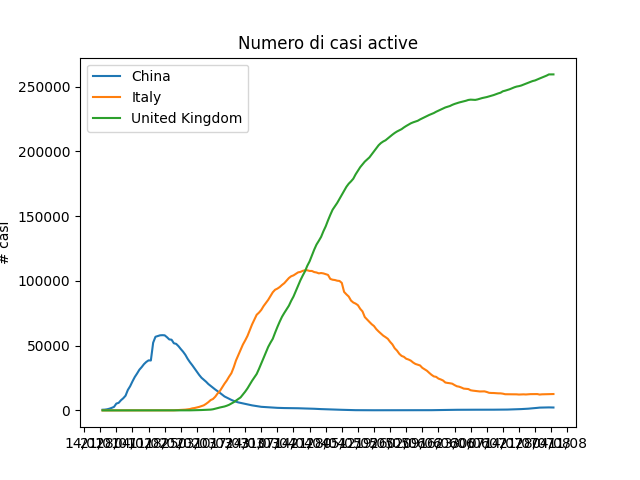 Numero di casi active
China
Italy
United Kingdom
250000
200000
150000
100000
50000
0
# casi